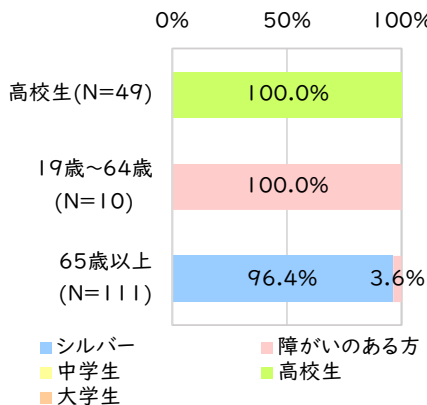 0% 50% 100%
高校生(N=49) 100.0%
19歳~64歳
(N=10) 100.0%
65歳以上
(N=111) 96.4% 3.6%
シルバー 障がいのある方
中学生 高校生
大学生